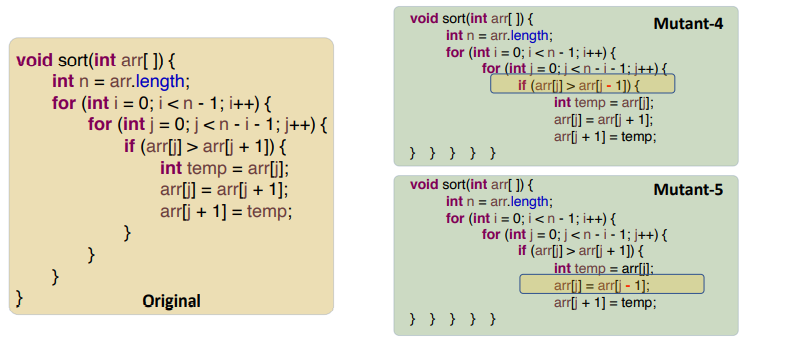 void sort(int arr[ ]) {
int n = arr.length;
for (int i = 0; i < n - 1; i++) {
for (int j = 0; j < n - i - 1; j++) {
if (arr[j] > arr[j + 1]) {
int temp = arr[j];
arr[j] = arr[j + 1];
arr[j + 1] = temp;
}
}
}
}
Original
Mutant-4
void sort(int arr[ ]) {
int n = arr.length;
for (int i = 0; i < n - 1; i++) {
for (int j = 0; j < n - i - 1; j++) {
if (arr[j] > arr[j - 1]) {
int temp = arr[j];
arr[j] = arr[j + 1];
arr[j + 1] = temp;
} } } } }
Mutant-5
void sort(int arr[ ]) {
int n = arr.length;
for (int i = 0; i < n - 1; i++) {
for (int j = 0; j < n - i - 1; j++) {
if (arr[j] > arr[j + 1]) {
int temp = arr[j];
arr[j] = arr[j - 1];
arr[j + 1] = temp;
} } } } }